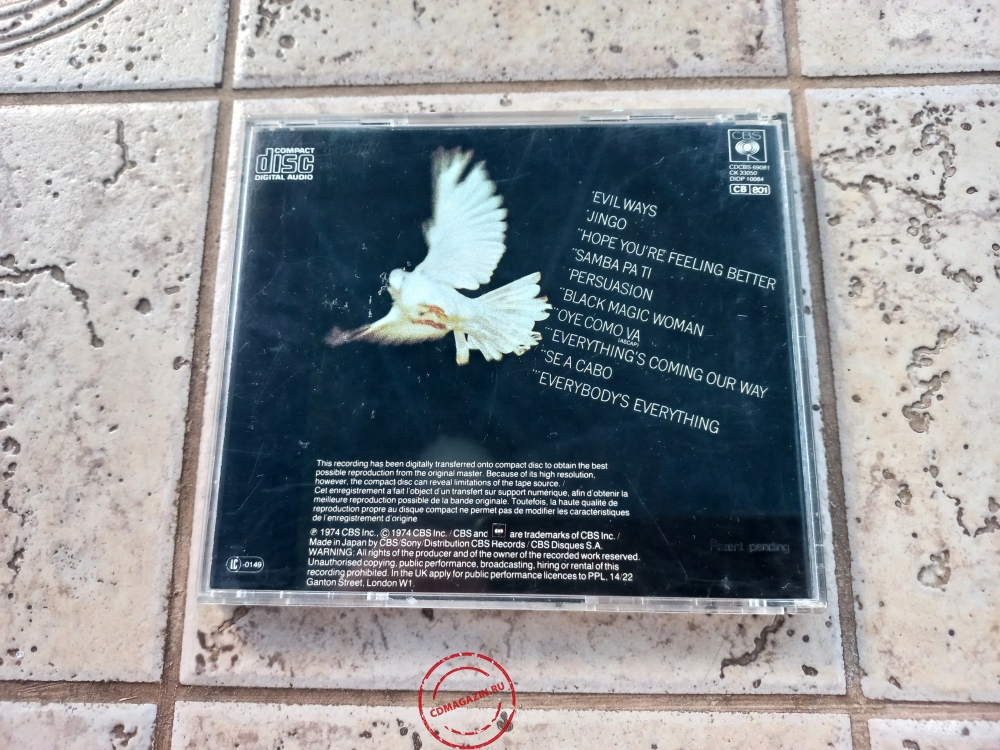 COMPACT
disc
DIGITAL AUDIO
CBS
CDCBS 69081
CK 33050
DIDP 10084
CB 801
'EVIL WAYS
'JINGO
"HOPE YOU'RE FEELING BETTER
"SAMBA PA TI
'PERSUASION
"BLACK MAGIC WOMAN
"OYE COMO VA
(ASCAP)
"'EVERYTHING'S COMING OUR WAY
"SE A CABO
"'EVERYBODY'S EVERYTHING
This recording has been digitally transferred onto compact disc to obtain the best
possible reproduction from the original master. Because of its high resolution,
however, the compact disc can reveal limitations of the tape source. /
Cet enregistrement a fait l'objet d'un transfert sur support numérique, afin d'obtenir la
meilleure reproduction possible de la bande originale. Toutefois, la haute qualité de
reproduction propre au disque compact ne permet pas de modifier les caractéristiques
de l'enregistrement d'origine
℗ 1974 CBS Inc., © 1974 CBS Inc. / CBS and are trademarks of CBS Inc. /
Made in Japan by CBS/Sony. Distribution CBS Records / CBS Disques S.A.
WARNING: All rights of the producer and of the owner of the recorded work reserved.
Unauthorised copying, public performance, broadcasting, hiring or rental of this
recording prohibited. In the UK apply for public performance licences to PPL, 14/22
Ganton Street, London W1.
LC -0149
Patent pending
CDMAGAZIN.RU